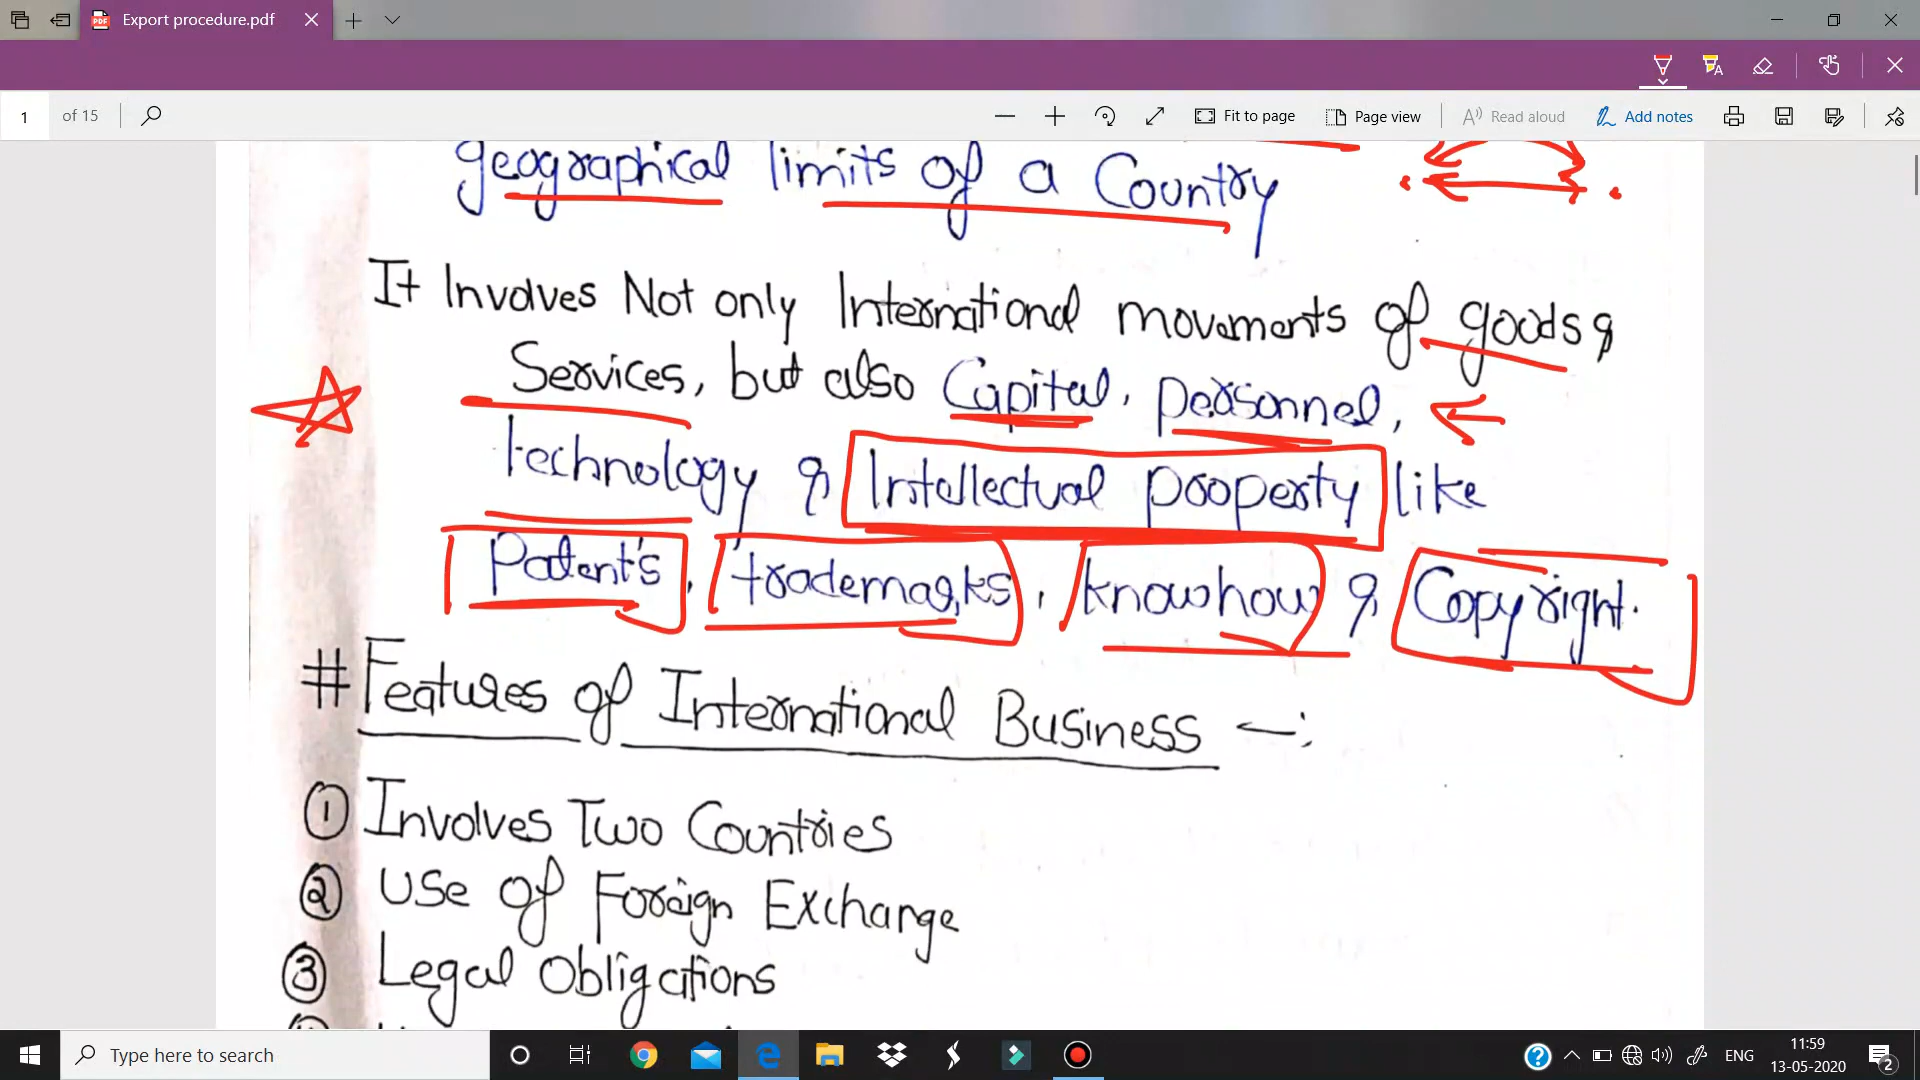 Export procedure.pdf
1 of 15 Fit to page Page view Read aloud Add notes
geographical limits of a Country
It Involves Not only International movements of goods &
Services, but also Capital, personnel,
technology & Intellectual property like
Patent's, trademarks, knowhow & Copyright.
# Features of International Business —:
① Involves Two Countries
② Use of Foreign Exchange
③ Legal Obligations
Type here to search
ENG
11:59
13-05-2020
2